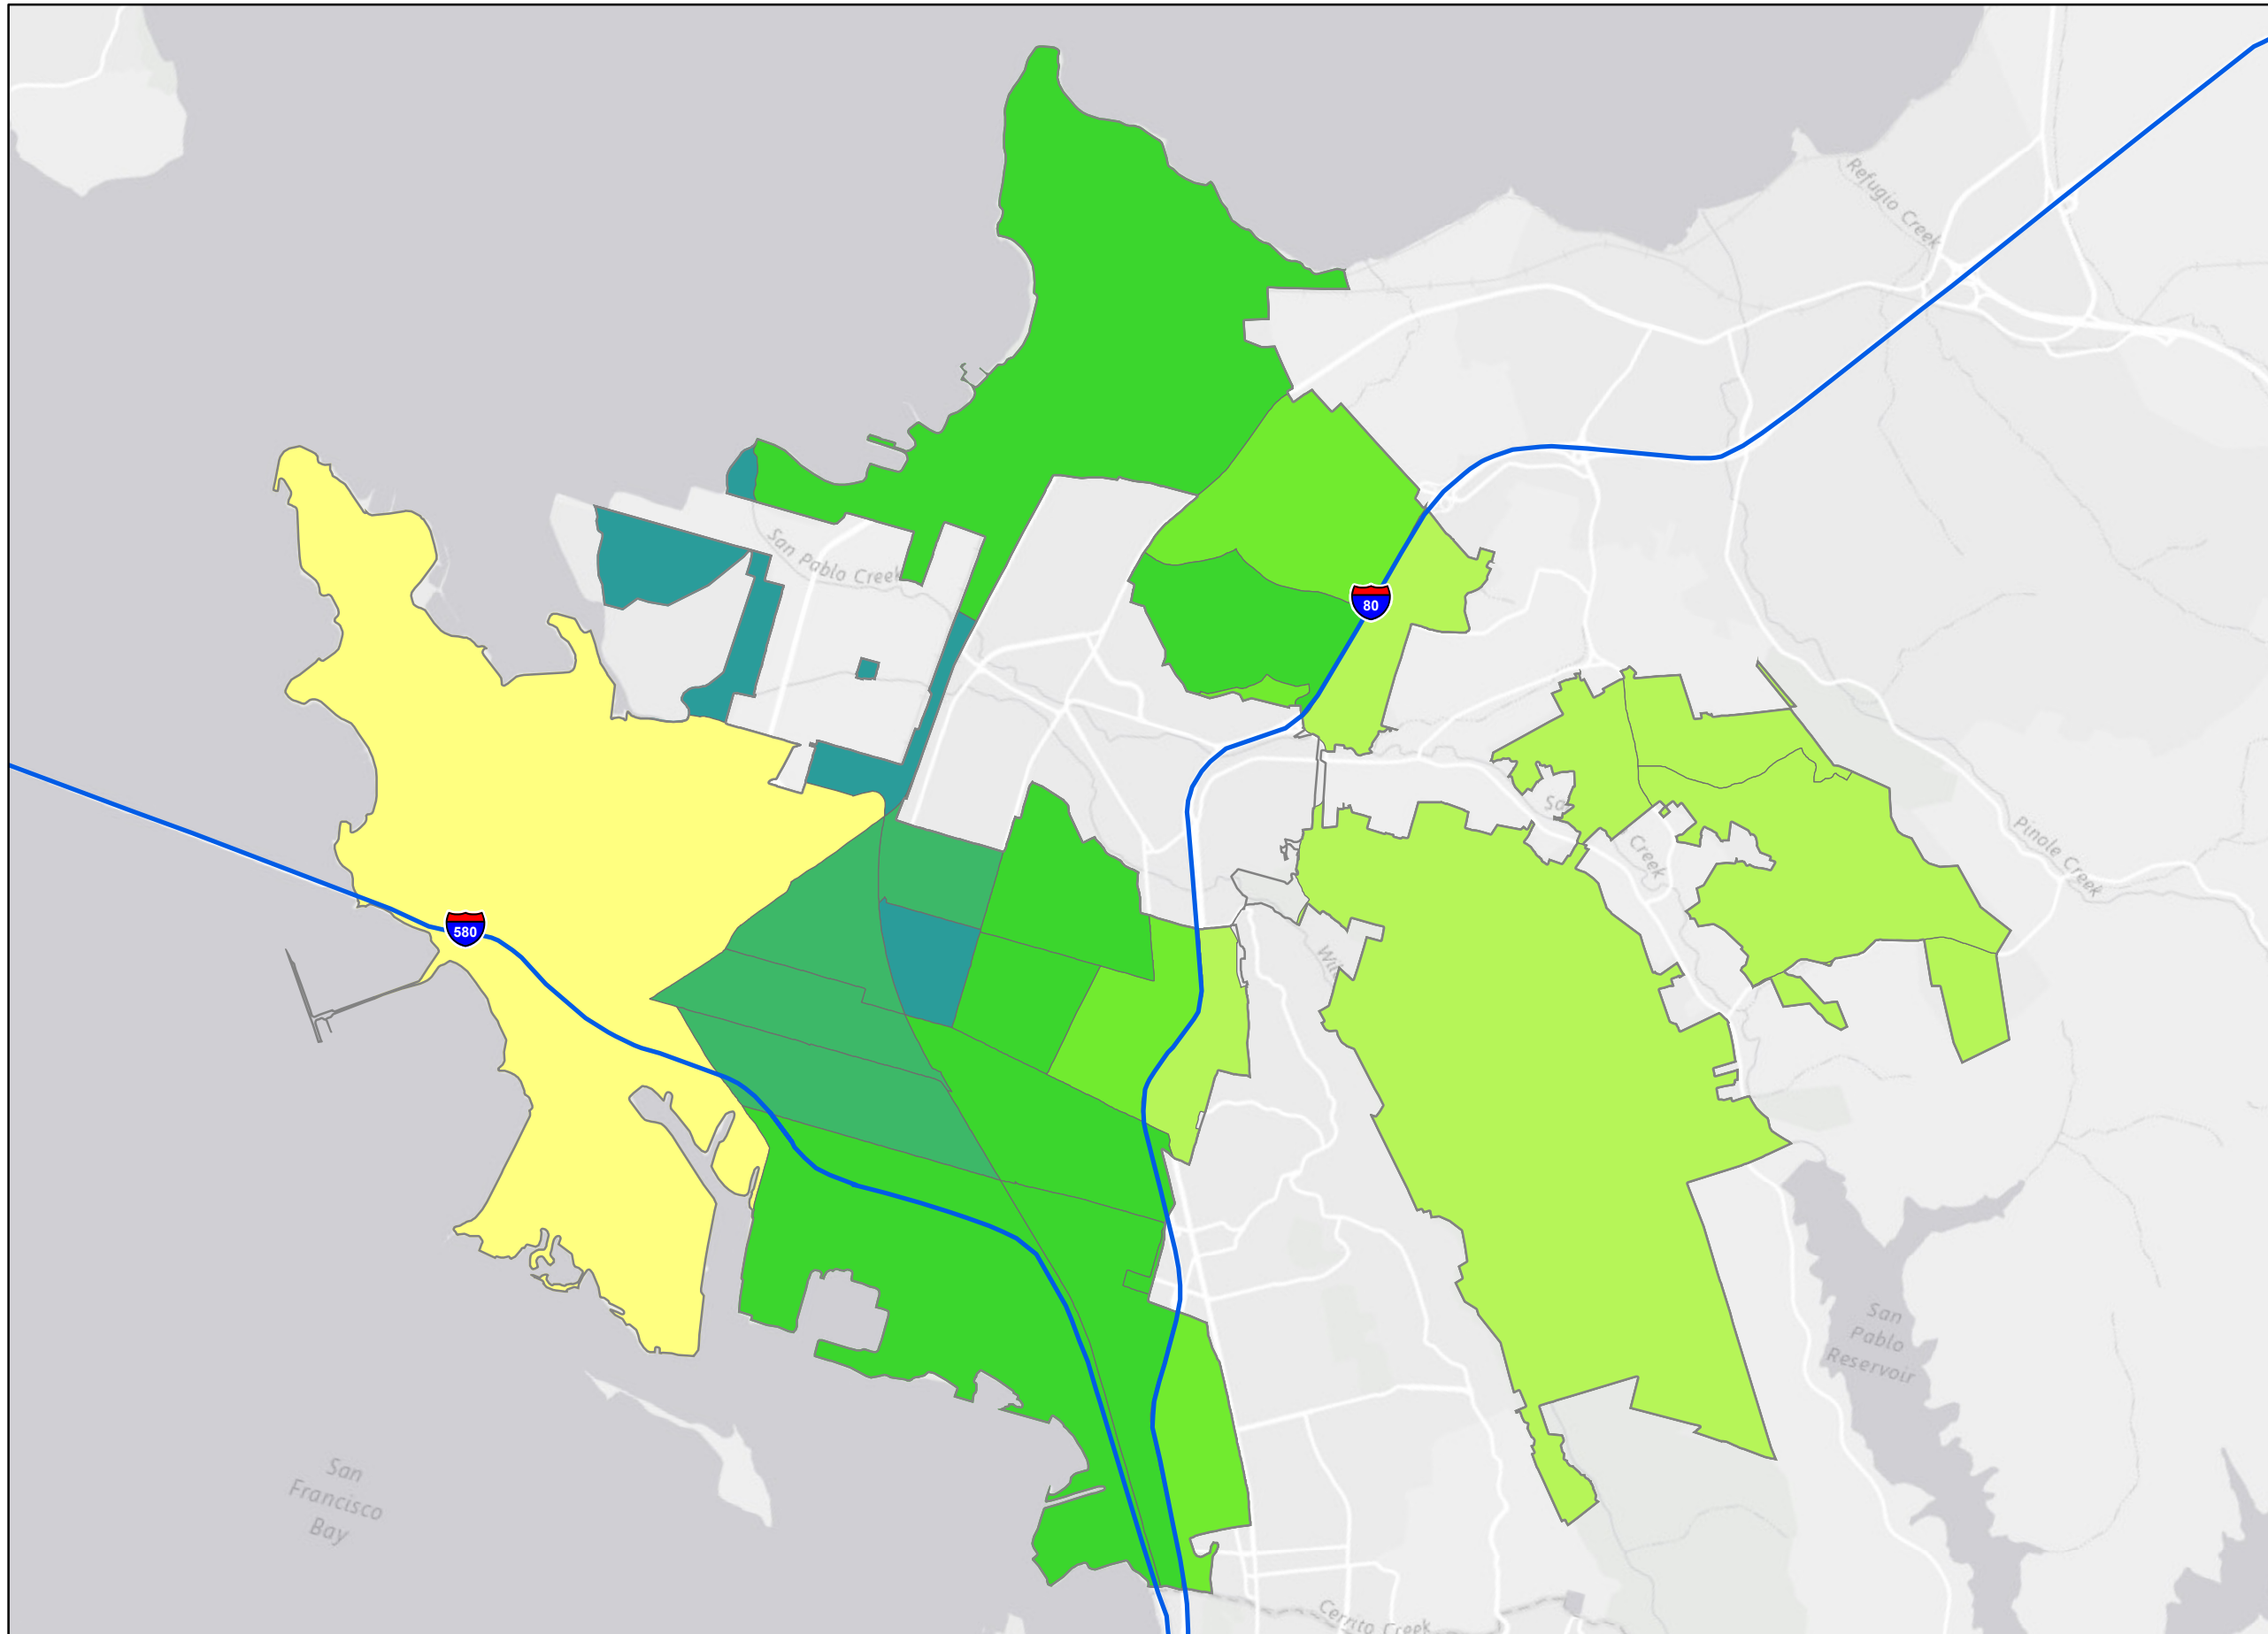 Refugio Creek
San Pablo Creek
80
Pinole Creek
Creek
580
San
Pablo
Reservoir
San
Francisco
Bay
Cerrito Creek